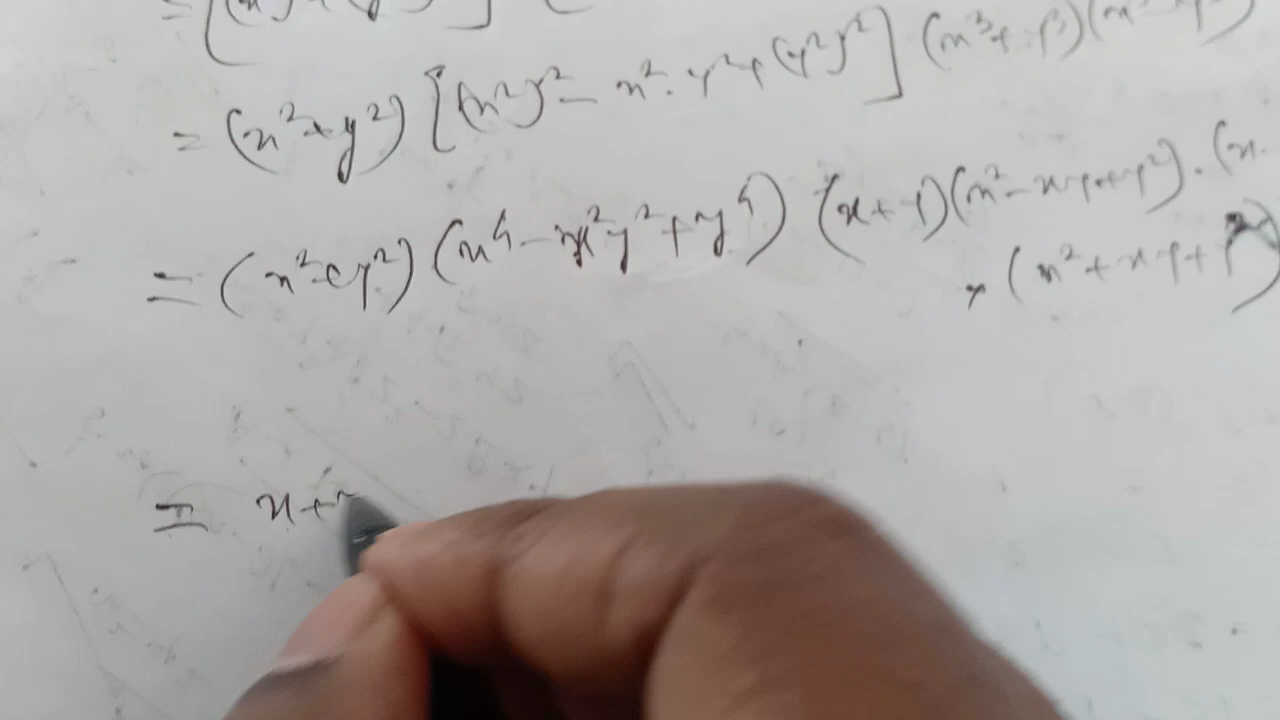 = (x²+y²) [(x²)² - x². y²+ (y²)²] (x³+ y³)(x³
= (x²+y²) (x⁴ - x²y² + y⁴) (x+y)(x² - xy+y²). (x
× (x² + xy + y²)
= x+